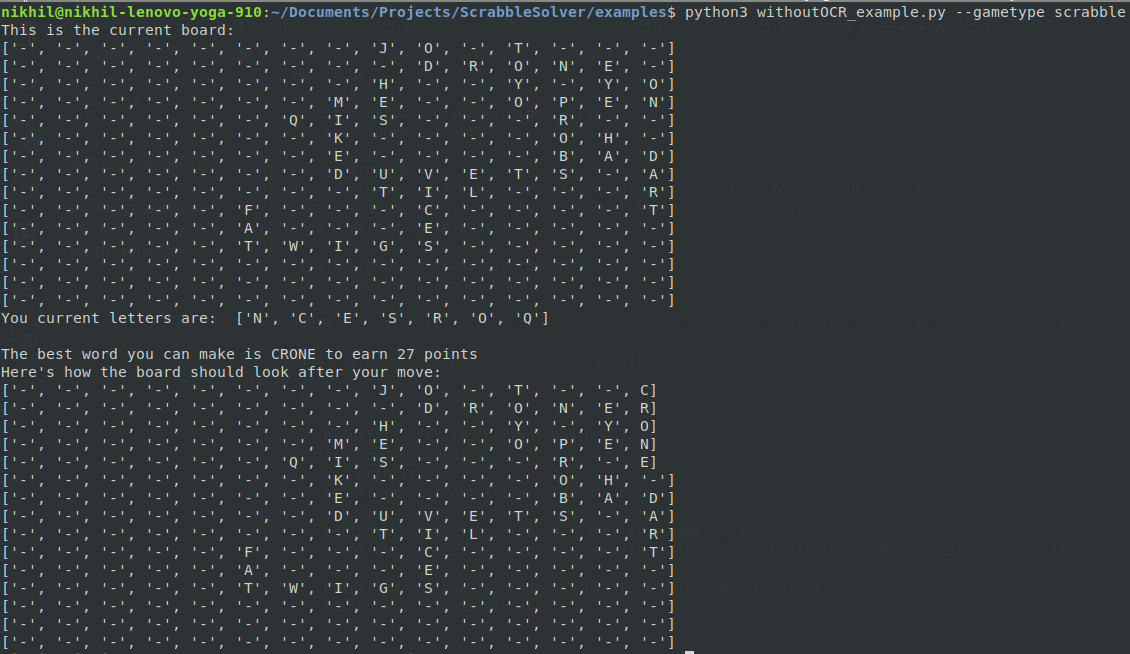 nikhil@nikhil-lenovo-yoga-910:~/Documents/Projects/ScrabbleSolver/examples$ python3 withoutOCR_example.py --gametype scrabble
This is the current board:
['-', '-', '-', '-', '-', '-', '-', '-', 'J', 'O', '-', 'T', '-', '-', '-']
['-', '-', '-', '-', '-', '-', '-', '-', '-', 'D', 'R', 'O', 'N', 'E', '-']
['-', '-', '-', '-', '-', '-', '-', '-', 'H', '-', '-', 'Y', '-', 'Y', 'O']
['-', '-', '-', '-', '-', '-', '-', 'M', 'E', '-', '-', 'O', 'P', 'E', 'N']
['-', '-', '-', '-', '-', '-', 'Q', 'I', 'S', '-', '-', '-', 'R', '-', '-']
['-', '-', '-', '-', '-', '-', '-', 'K', '-', '-', '-', '-', 'O', 'H', '-']
['-', '-', '-', '-', '-', '-', '-', 'E', '-', '-', '-', '-', 'B', 'A', 'D']
['-', '-', '-', '-', '-', '-', '-', 'D', 'U', 'V', 'E', 'T', 'S', '-', 'A']
['-', '-', '-', '-', '-', '-', '-', '-', 'T', 'I', 'L', '-', '-', '-', 'R']
['-', '-', '-', '-', '-', 'F', '-', '-', '-', 'C', '-', '-', '-', '-', 'T']
['-', '-', '-', '-', '-', 'A', '-', '-', '-', 'E', '-', '-', '-', '-', '-']
['-', '-', '-', '-', '-', 'T', 'W', 'I', 'G', 'S', '-', '-', '-', '-', '-']
['-', '-', '-', '-', '-', '-', '-', '-', '-', '-', '-', '-', '-', '-', '-']
['-', '-', '-', '-', '-', '-', '-', '-', '-', '-', '-', '-', '-', '-', '-']
['-', '-', '-', '-', '-', '-', '-', '-', '-', '-', '-', '-', '-', '-', '-']
You current letters are:  ['N', 'C', 'E', 'S', 'R', 'O', 'Q']
The best word you can make is CRONE to earn 27 points
Here's how the board should look after your move:
['-', '-', '-', '-', '-', '-', '-', '-', 'J', 'O', '-', 'T', '-', '-', C]
['-', '-', '-', '-', '-', '-', '-', '-', '-', 'D', 'R', 'O', 'N', 'E', R]
['-', '-', '-', '-', '-', '-', '-', '-', 'H', '-', '-', 'Y', '-', 'Y', O]
['-', '-', '-', '-', '-', '-', '-', 'M', 'E', '-', '-', 'O', 'P', 'E', N]
['-', '-', '-', '-', '-', '-', 'Q', 'I', 'S', '-', '-', '-', 'R', '-', E]
['-', '-', '-', '-', '-', '-', '-', 'K', '-', '-', '-', '-', 'O', 'H', '-']
['-', '-', '-', '-', '-', '-', '-', 'E', '-', '-', '-', '-', 'B', 'A', 'D']
['-', '-', '-', '-', '-', '-', '-', 'D', 'U', 'V', 'E', 'T', 'S', '-', 'A']
['-', '-', '-', '-', '-', '-', '-', '-', 'T', 'I', 'L', '-', '-', '-', 'R']
['-', '-', '-', '-', '-', 'F', '-', '-', '-', 'C', '-', '-', '-', '-', 'T']
['-', '-', '-', '-', '-', 'A', '-', '-', '-', 'E', '-', '-', '-', '-', '-']
['-', '-', '-', '-', '-', 'T', 'W', 'I', 'G', 'S', '-', '-', '-', '-', '-']
['-', '-', '-', '-', '-', '-', '-', '-', '-', '-', '-', '-', '-', '-', '-']
['-', '-', '-', '-', '-', '-', '-', '-', '-', '-', '-', '-', '-', '-', '-']
['-', '-', '-', '-', '-', '-', '-', '-', '-', '-', '-', '-', '-', '-', '-']